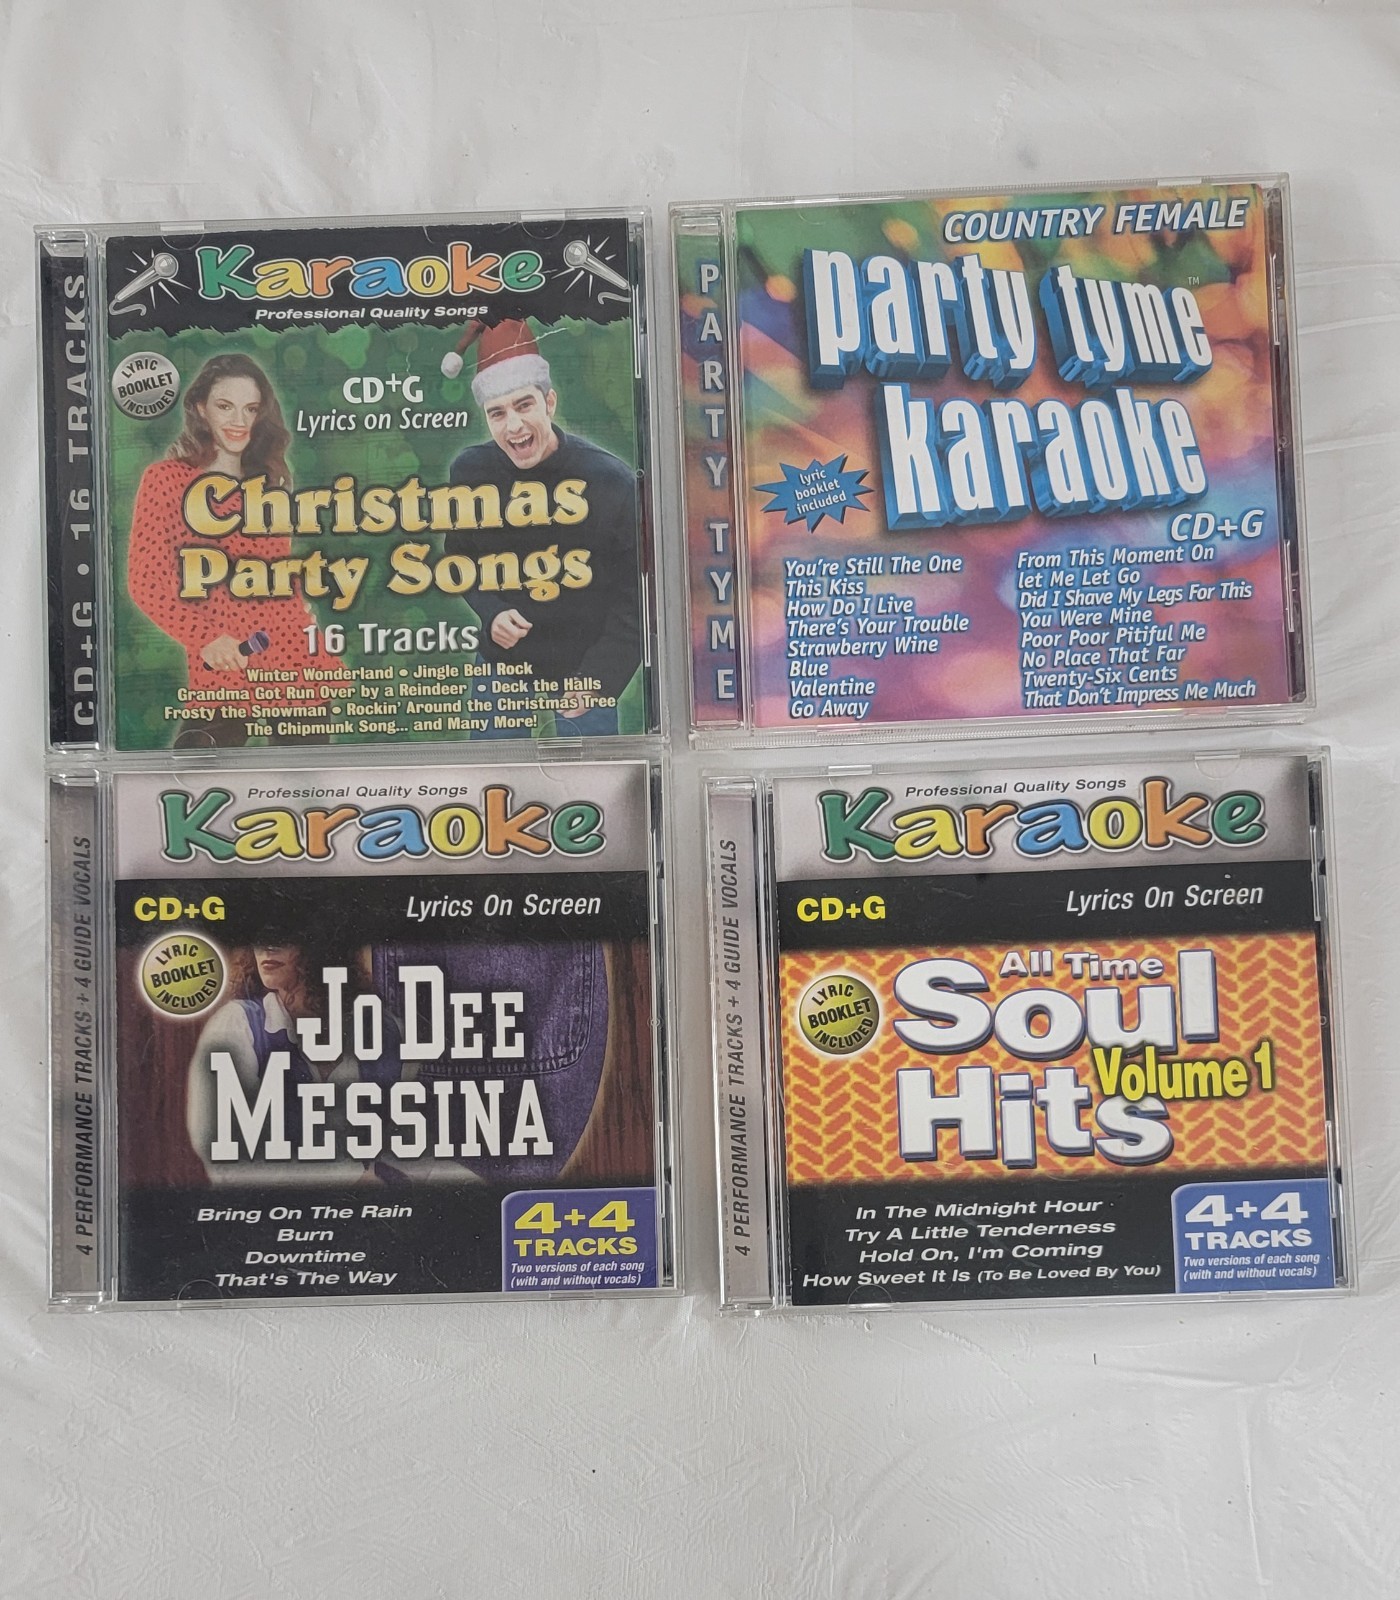 CD+G • 16 TRACKS
Karaoke
Professional Quality Songs
LYRIC
BOOKLET
INCLUDED
CD+G
Lyrics on Screen
Christmas
Party Songs
16 Tracks
Winter Wonderland • Jingle Bell Rock
Grandma Got Run Over by a Reindeer • Deck the Halls
Frosty the Snowman • Rockin' Around the Christmas Tree
The Chipmunk Song... and Many More!
PARTY TYME
COUNTRY FEMALE
party tyme™
karaoke
lyric
booklet
included
CD+G
You're Still The One
This Kiss
How Do I Live
There's Your Trouble
Strawberry Wine
Blue
Valentine
Go Away
From This Moment On
let Me Let Go
Did I Shave My Legs For This
You Were Mine
Poor Poor Pitiful Me
No Place That Far
Twenty-Six Cents
That Don't Impress Me Much
4 PERFORMANCE TRACKS + 4 GUIDE VOCALS
Professional Quality Songs
Karaoke
CD+G
Lyrics On Screen
LYRIC
BOOKLET
INCLUDED
JO DEE
MESSINA
Bring On The Rain
Burn
Downtime
That's The Way
4+4
TRACKS
Two versions of each song
(with and without vocals)
4 PERFORMANCE TRACKS + 4 GUIDE VOCALS
Professional Quality Songs
Karaoke
CD+G
Lyrics On Screen
LYRIC
BOOKLET
INCLUDED
All Time
Soul
Hits
Volume 1
In The Midnight Hour
Try A Little Tenderness
Hold On, I'm Coming
How Sweet It Is (To Be Loved By You)
4+4
TRACKS
Two versions of each song
(with and without vocals)